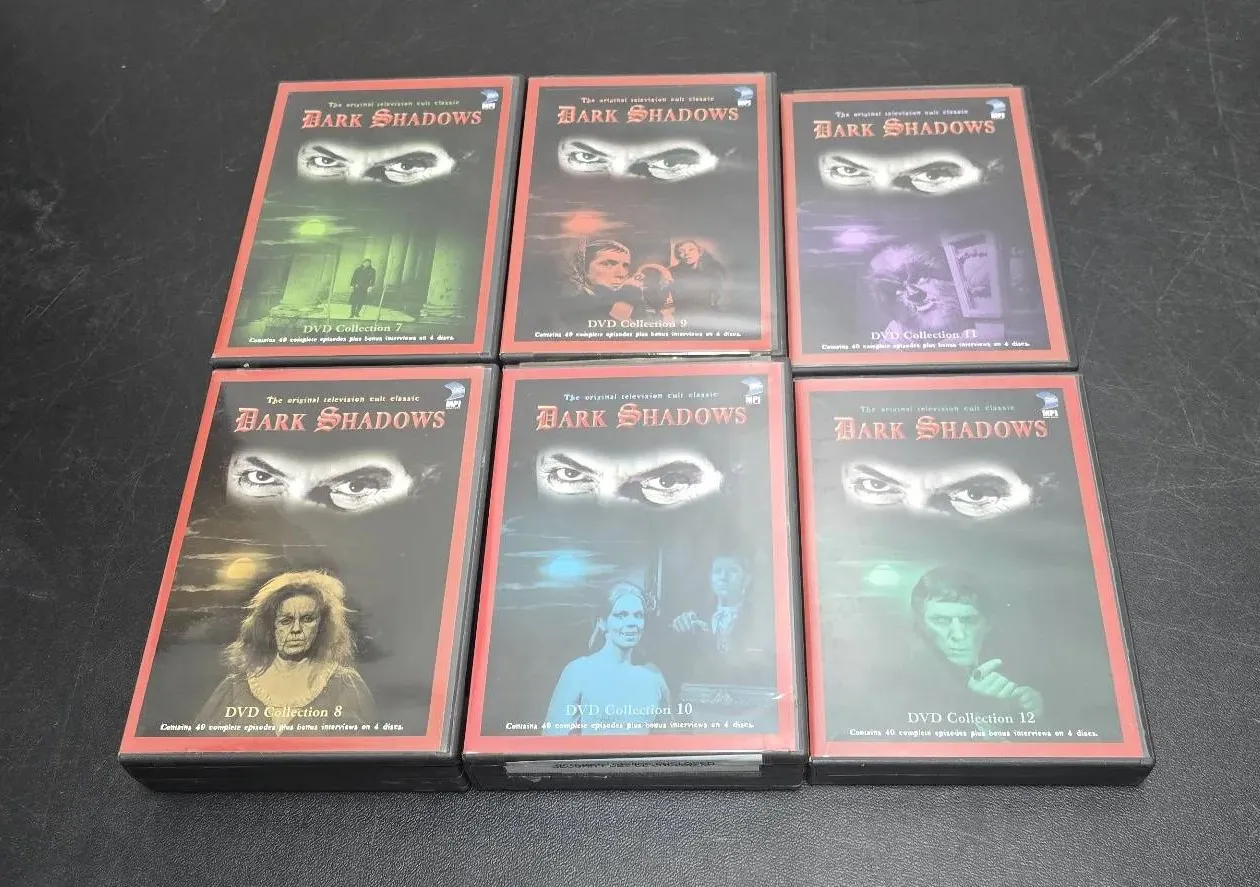 The original television cult classic
DARK SHADOWS
MPI
DVD Collection 7
Contains 40 complete episodes plus bonus interviews on 4 discs.
The original television cult classic
DARK SHADOWS
MPI
DVD Collection 9
Contains 40 complete episodes plus bonus interviews on 4 discs.
The original television cult classic
DARK SHADOWS
MPI
DVD Collection 11
Contains 40 complete episodes plus bonus interviews on 4 discs.
The original television cult classic
DARK SHADOWS
MPI
DVD Collection 8
Contains 40 complete episodes plus bonus interviews on 4 discs.
The original television cult classic
DARK SHADOWS
MPI
DVD Collection 10
Contains 40 complete episodes plus bonus interviews on 4 discs.
The original television cult classic
DARK SHADOWS
MPI
DVD Collection 12
Contains 40 complete episodes plus bonus interviews on 4 discs.